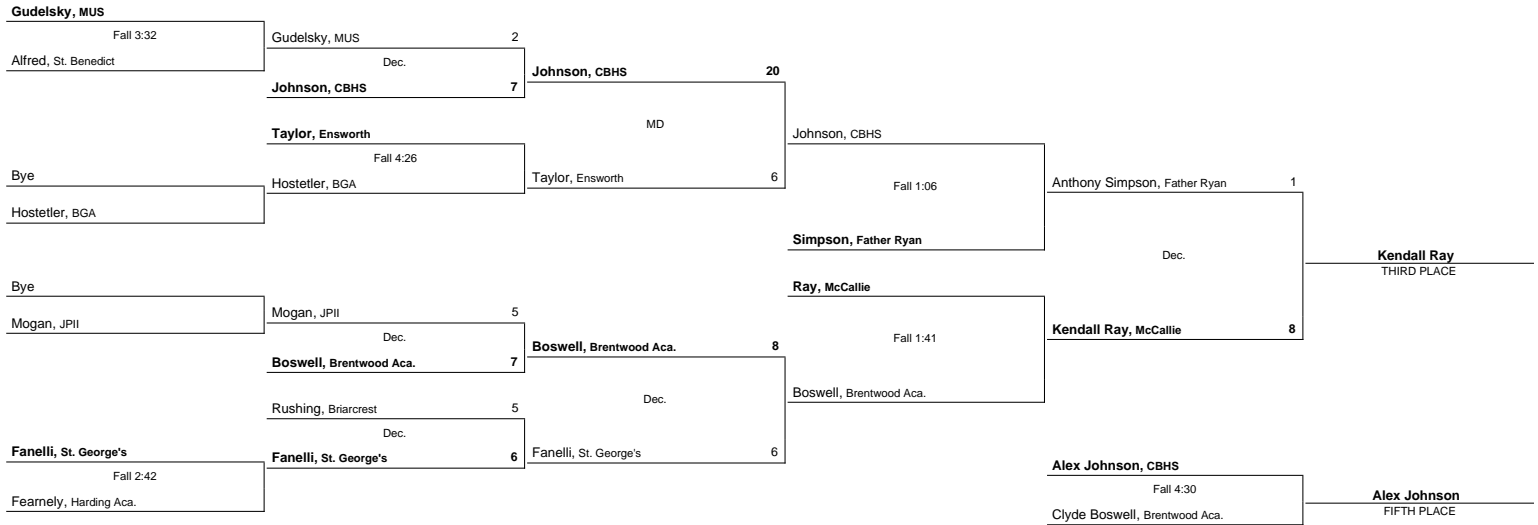 Gudelsky, MUS
Fall 3:32
Alfred, St. Benedict
Bye
Hostetler, BGA
Bye
Mogan, JPII
Fanelli, St. George's
Fall 2:42
Fearnely, Harding Aca.
Gudelsky, MUS 2
Dec.
Johnson, CBHS 7
Taylor, Ensworth
Fall 4:26
Hostetler, BGA
Mogan, JPII 5
Dec.
Boswell, Brentwood Aca. 7
Rushing, Briarcrest 5
Dec.
Fanelli, St. George's 6
Johnson, CBHS 20
MD
Taylor, Ensworth 6
Boswell, Brentwood Aca. 8
Dec.
Fanelli, St. George's 6
Johnson, CBHS
Fall 1:06
Simpson, Father Ryan
Ray, McCallie
Fall 1:41
Boswell, Brentwood Aca.
Anthony Simpson, Father Ryan 1
Dec.
Kendall Ray, McCallie 8
Kendall Ray
THIRD PLACE
Alex Johnson, CBHS
Fall 4:30
Clyde Boswell, Brentwood Aca.
Alex Johnson
FIFTH PLACE